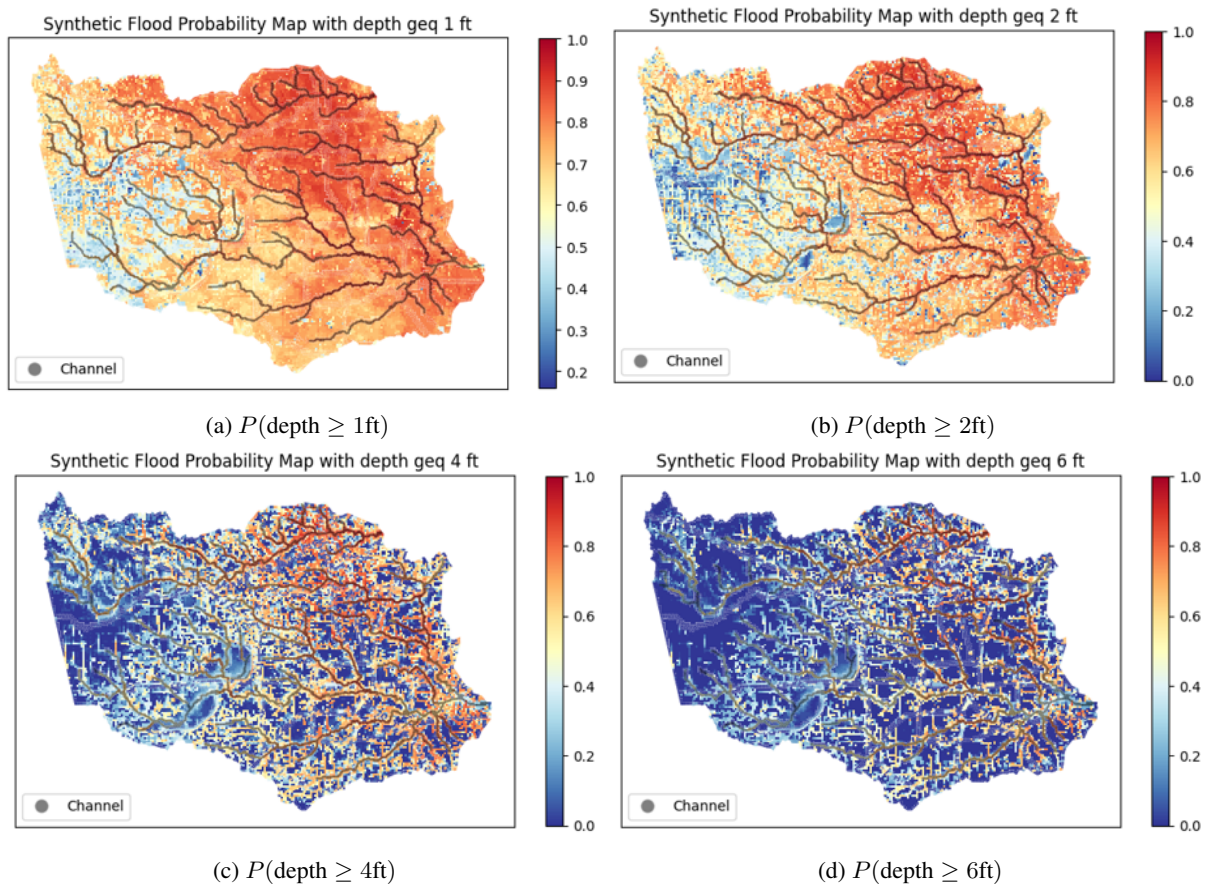 Synthetic Flood Probability Map with depth geq 1 ft
1.0
0.9
0.8
0.7
0.6
0.5
0.4
0.3
0.2
Channel
(a) P(depth ≥ 1ft)
Synthetic Flood Probability Map with depth geq 2 ft
1.0
0.8
0.6
0.4
0.2
0.0
Channel
(b) P(depth ≥ 2ft)
Synthetic Flood Probability Map with depth geq 4 ft
1.0
0.8
0.6
0.4
0.2
0.0
Channel
(c) P(depth ≥ 4ft)
Synthetic Flood Probability Map with depth geq 6 ft
1.0
0.8
0.6
0.4
0.2
0.0
Channel
(d) P(depth ≥ 6ft)